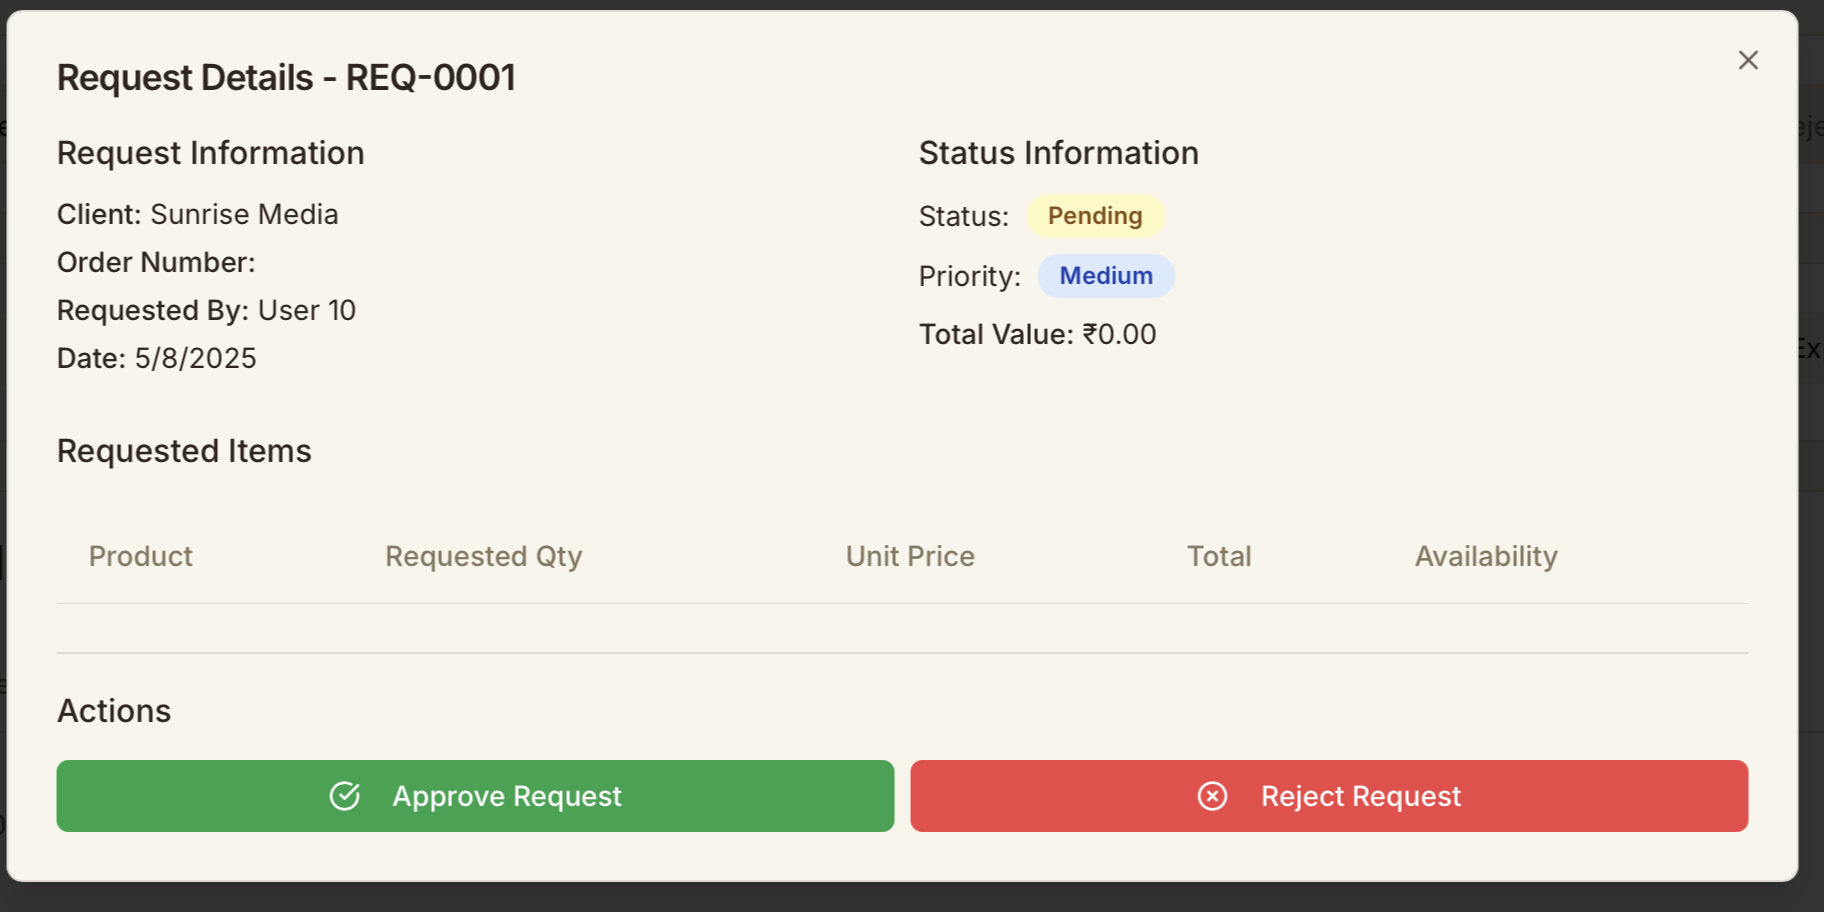 Request Details - REQ-0001
Request Information
Client: Sunrise Media
Order Number:
Requested By: User 10
Date: 5/8/2025
Status Information
Status: Pending
Priority: Medium
Total Value: ₹0.00
Requested Items
Product Requested Qty Unit Price Total Availability
Actions
Approve Request
Reject Request